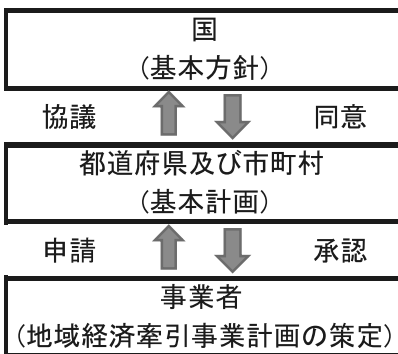 国
(基本方針)
協議 同意
都道府県及び市町村
(基本計画)
申請 承認
事業者
(地域経済牽引事業計画の策定)